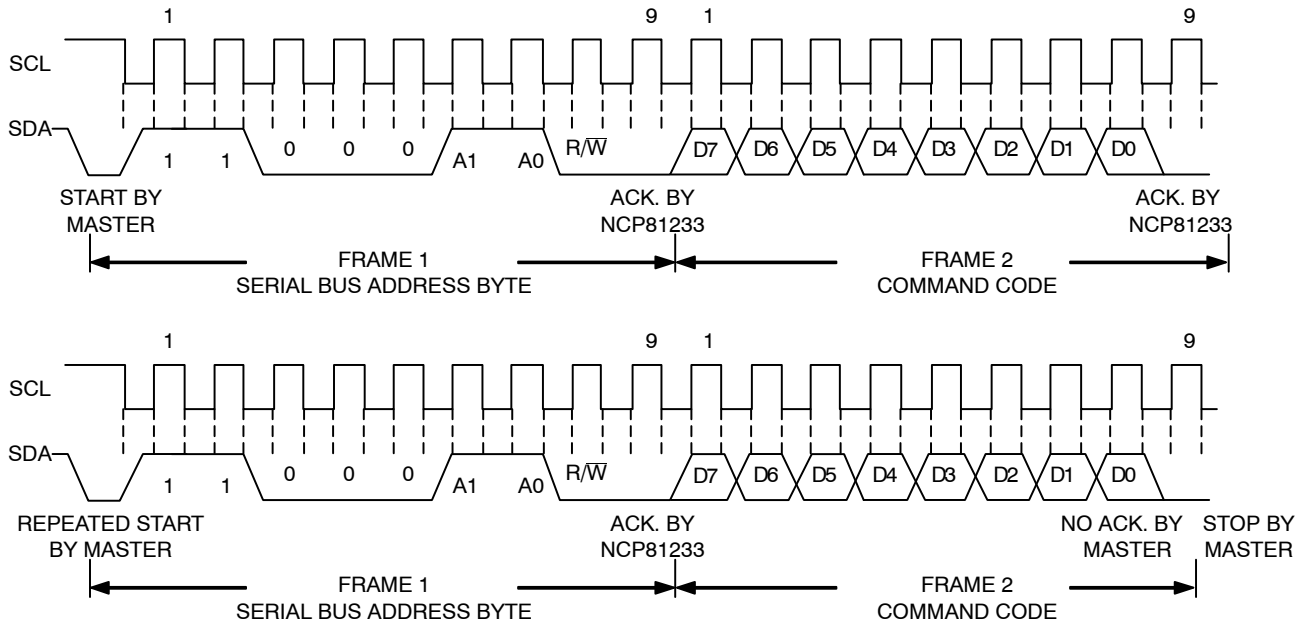 1 9 1 9
SCL
SDA
1 1 0 0 0 A1 A0 R/W̅ D7 D6 D5 D4 D3 D2 D1 D0
START BY
MASTER
ACK. BY
NCP81233
ACK. BY
NCP81233
FRAME 1
SERIAL BUS ADDRESS BYTE
FRAME 2
COMMAND CODE
1 9 1 9
SCL
SDA
1 1 0 0 0 A1 A0 R/W̅ D7 D6 D5 D4 D3 D2 D1 D0
REPEATED START
BY MASTER
ACK. BY
NCP81233
NO ACK. BY
MASTER
STOP BY
MASTER
FRAME 1
SERIAL BUS ADDRESS BYTE
FRAME 2
COMMAND CODE